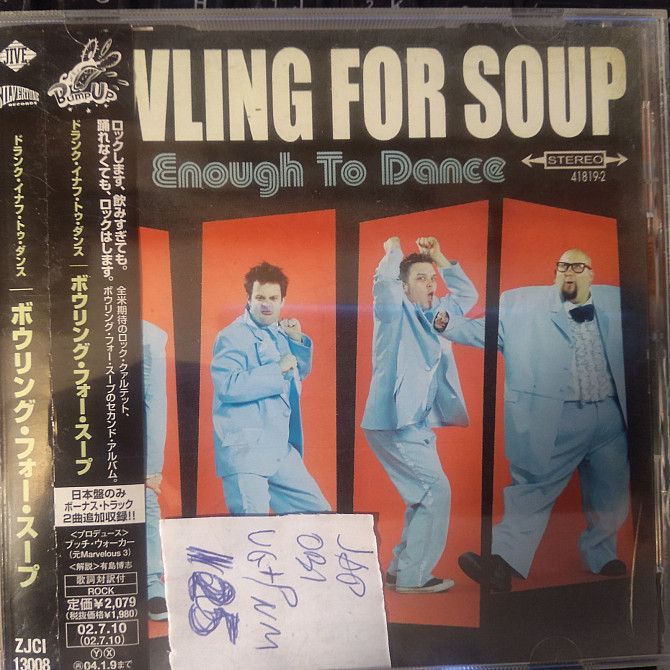 JIVE
SILVERTONE
RECORDS
ドランク・イナフ・トゥ・ダンス
ボウリング・フォー・スープ
ZJCI
13008
BUMP UP
ロックします、飲みすぎても。
踊れなくても、ロックはします。
全米期待のロック・クァルテット、
ボウリング・フォー・スープのセカンド・アルバム。
ドランク・イナフ・トゥ・ダンス
ボウリング・フォー・スープ
日本盤のみ
ボーナス・トラック
2曲追加収録!!
<プロデュース>
ブッチ・ウォーカー
(元Marvelous 3)
<解説>有島博志
歌詞対訳付
ROCK
定価¥2,079
(税抜価格¥1,980)
02.7.10
(02.7.10)
Ⓨ Ⓧ
㋐04.1.9まで
WLING FOR SOUP
Enough To Dance
STEREO
41819-2
JAP
091
VG+/NM